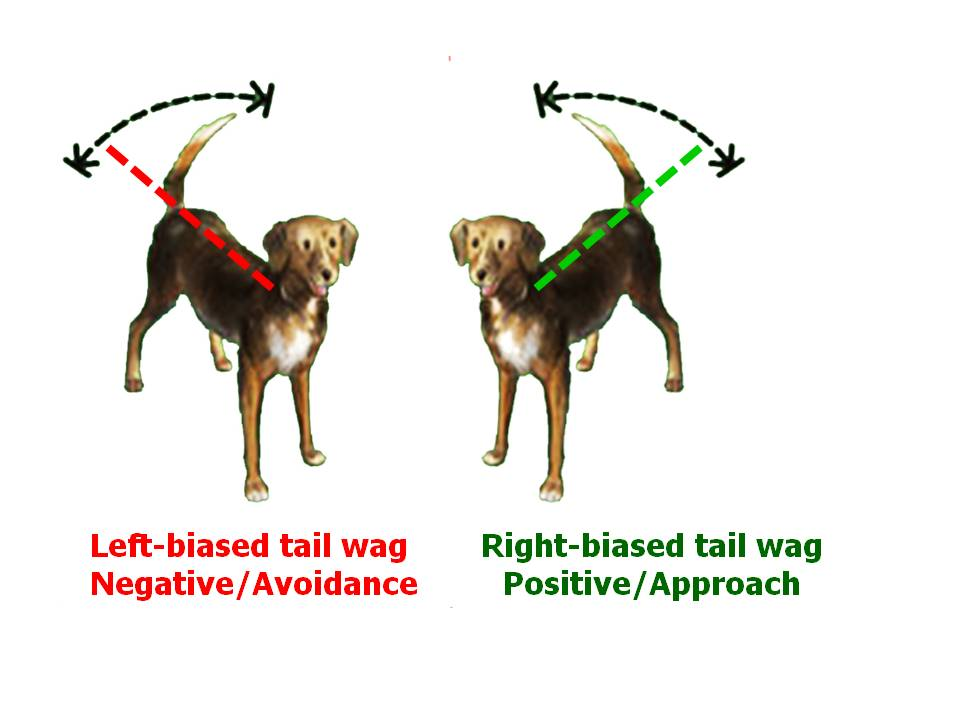 Left-biased tail wag
Negative/Avoidance
Right-biased tail wag
Positive/Approach